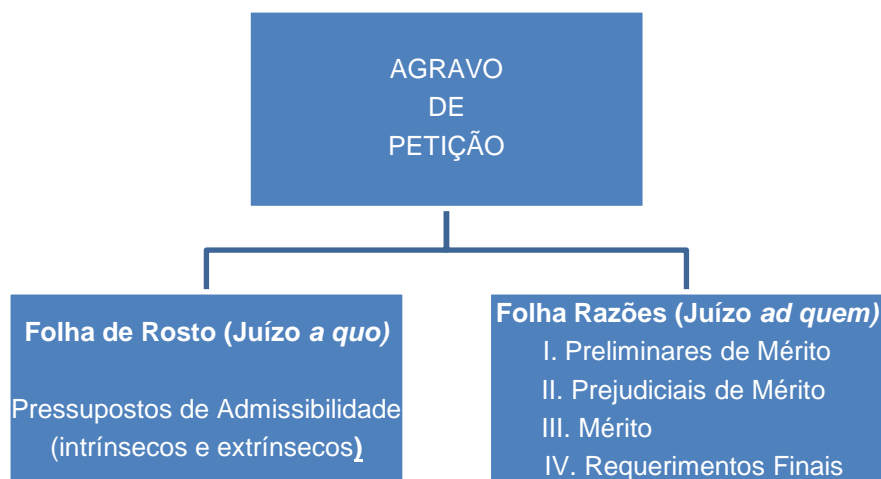 AGRAVO
DE
PETIÇÃO
Folha de Rosto (Juízo a quo)
Pressupostos de Admissibilidade
(intrínsecos e extrínsecos)
Folha Razões (Juízo ad quem)
I. Preliminares de Mérito
II. Prejudiciais de Mérito
III. Mérito
IV. Requerimentos Finais